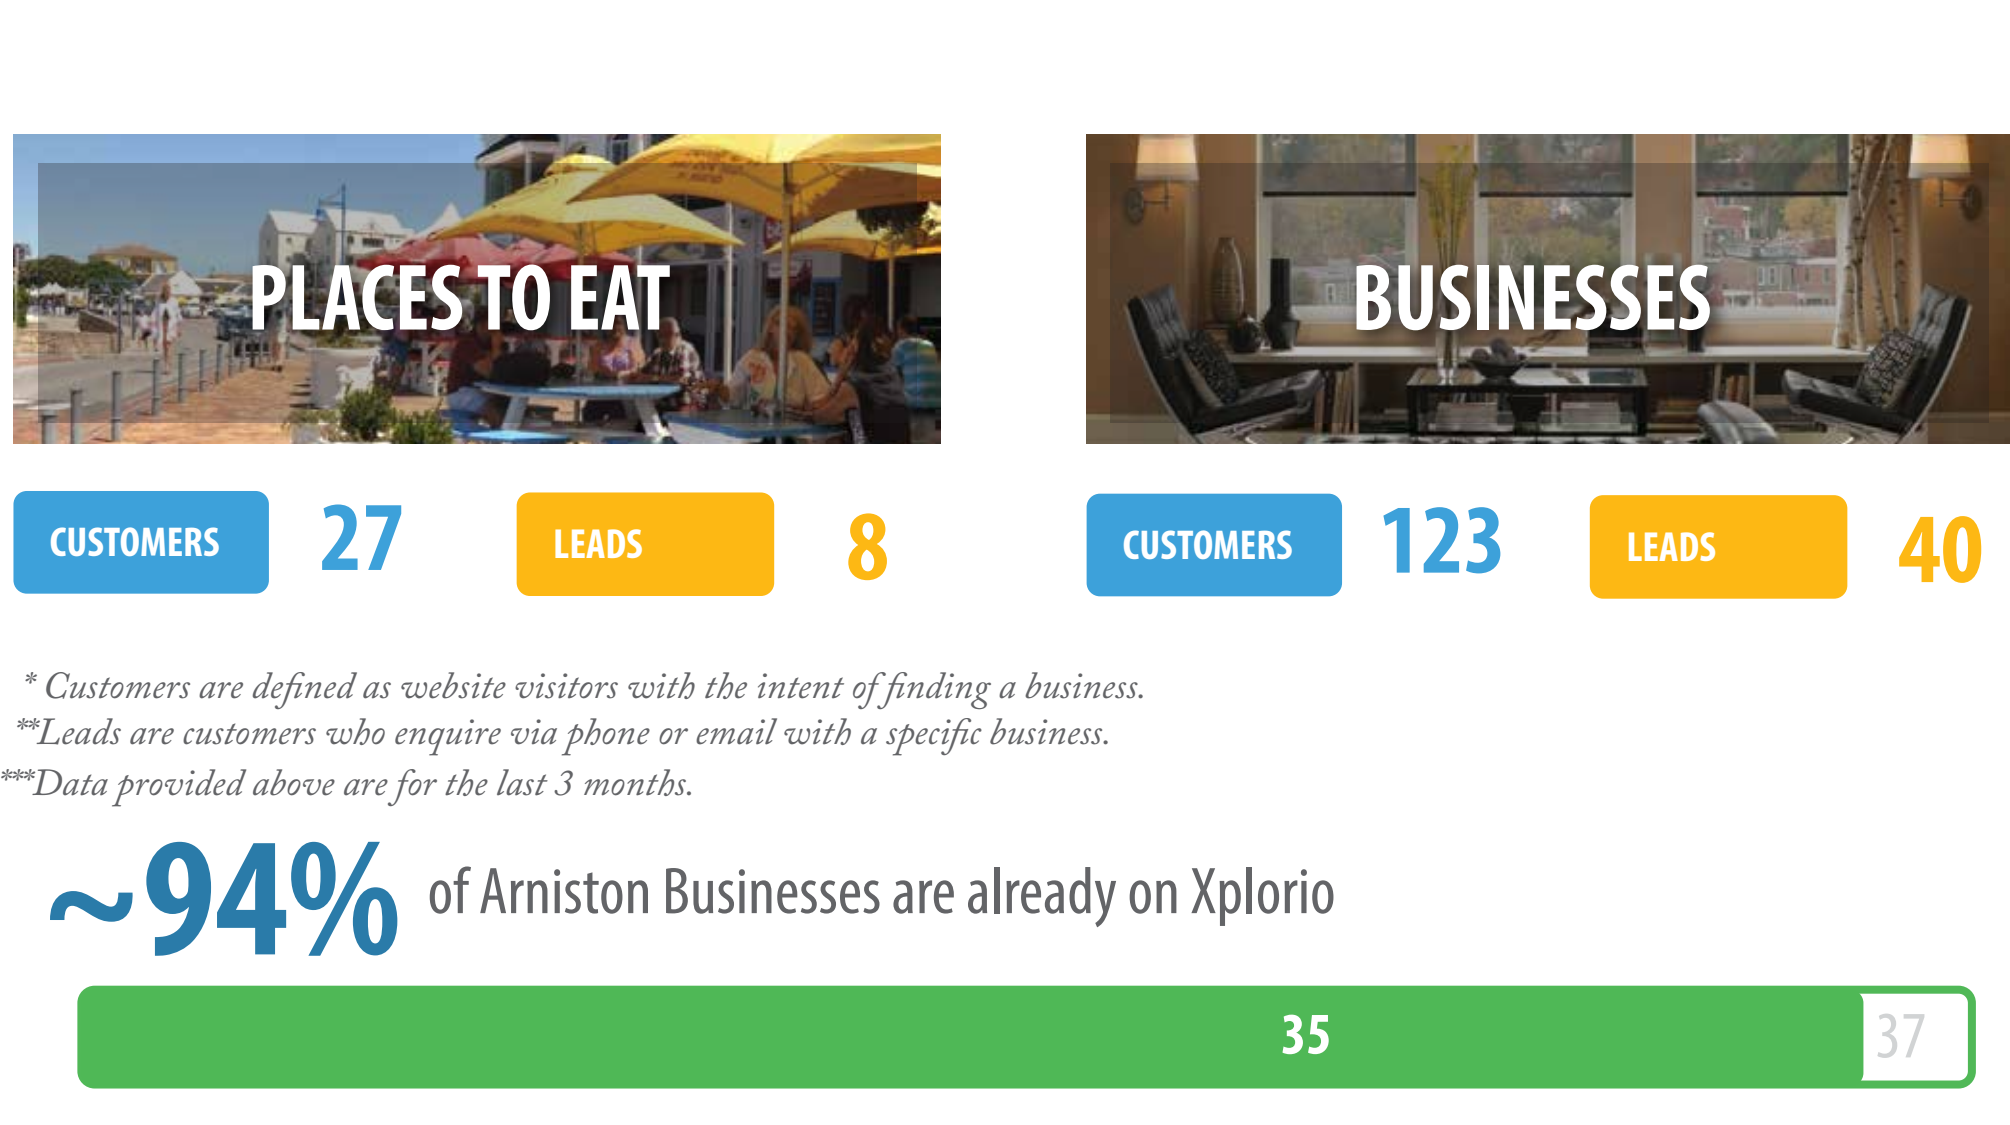 PLACES TO EAT
BUSINESSES
CUSTOMERS 27 LEADS 8
CUSTOMERS 123 LEADS 40
* Customers are defined as website visitors with the intent of finding a business.
**Leads are customers who enquire via phone or email with a specific business.
***Data provided above are for the last 3 months.
~94% of Arniston Businesses are already on Xplorio
35 37